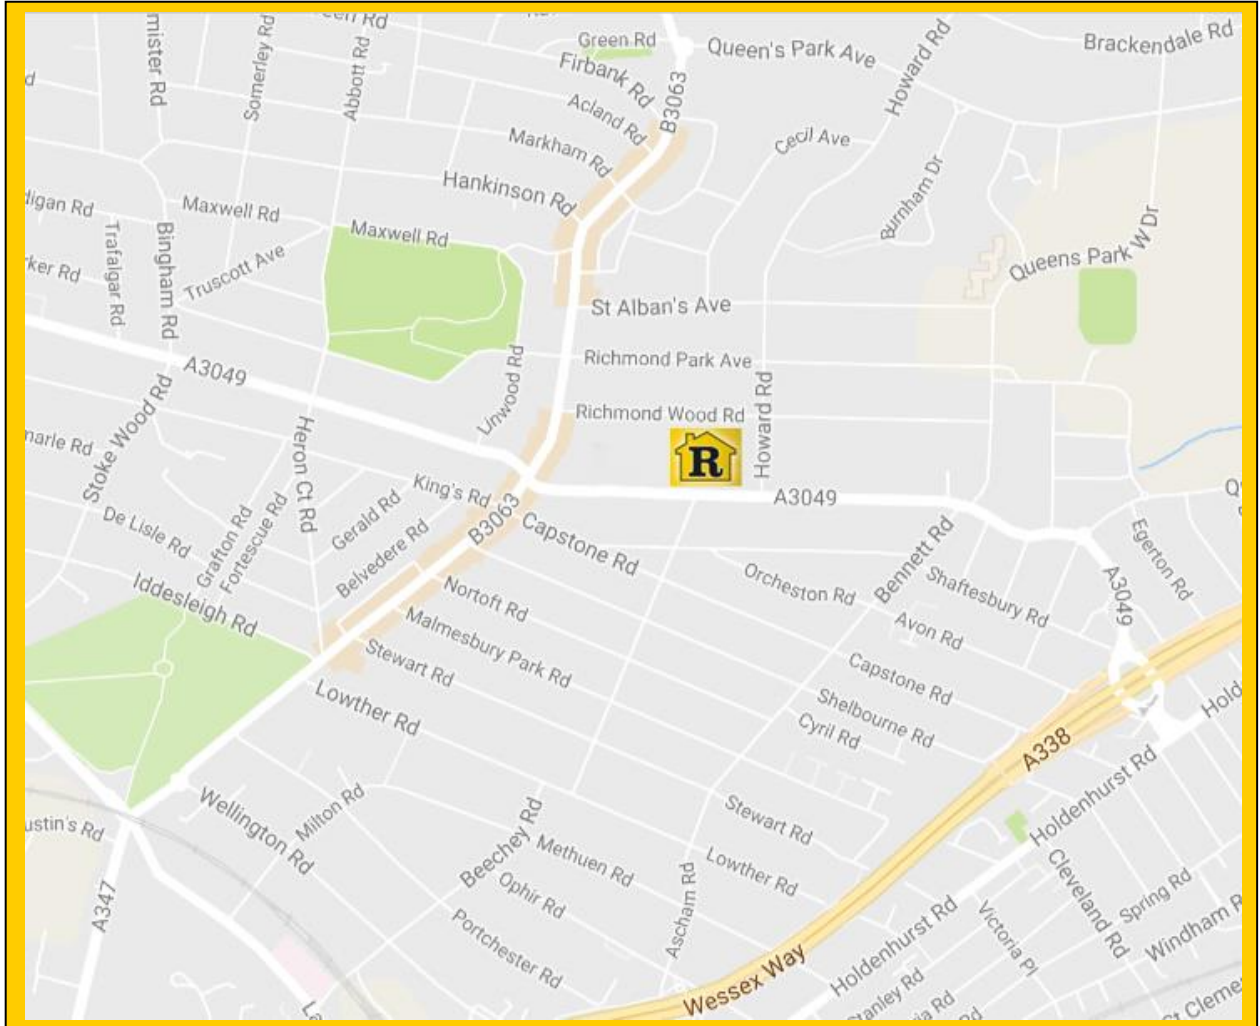 Green Rd
Queen's Park Ave
Brackendale Rd
Howard Rd
Firbank Rd
B3063
Acland Rd
Somerley Rd
Abbott Rd
Markham Rd
Cecil Ave
Hankinson Rd
Burnham Dr
Maxwell Rd
Maxwell Rd
Trafalgar Rd
Bingham Rd
Truscott Ave
Queens Park W Dr
St Alban's Ave
Richmond Park Ave
A3049
Linwood Rd
Howard Rd
Richmond Wood Rd
Stoke Wood Rd
Heron Ct Rd
R
King's Rd
A3049
Gerald Rd
B3063
De Lisle Rd
Grafton Rd
Fortescue Rd
Belvedere Rd
Capstone Rd
Bennett Rd
Egerton Rd
A3049
Orcheston Rd
Shaftesbury Rd
Iddesleigh Rd
Nortoft Rd
Malmesbury Park Rd
Avon Rd
Stewart Rd
Capstone Rd
Lowther Rd
Shelbourne Rd
Cyril Rd
A338
Holdenhurst Rd
Wellington Rd
Milton Rd
Beechey Rd
Methuen Rd
Stewart Rd
Lowther Rd
Ophir Rd
Portchester Rd
Ascham Rd
A347
Cleveland Rd
Spring Rd
Holdenhurst Rd
Victoria Pl
Wessex Way